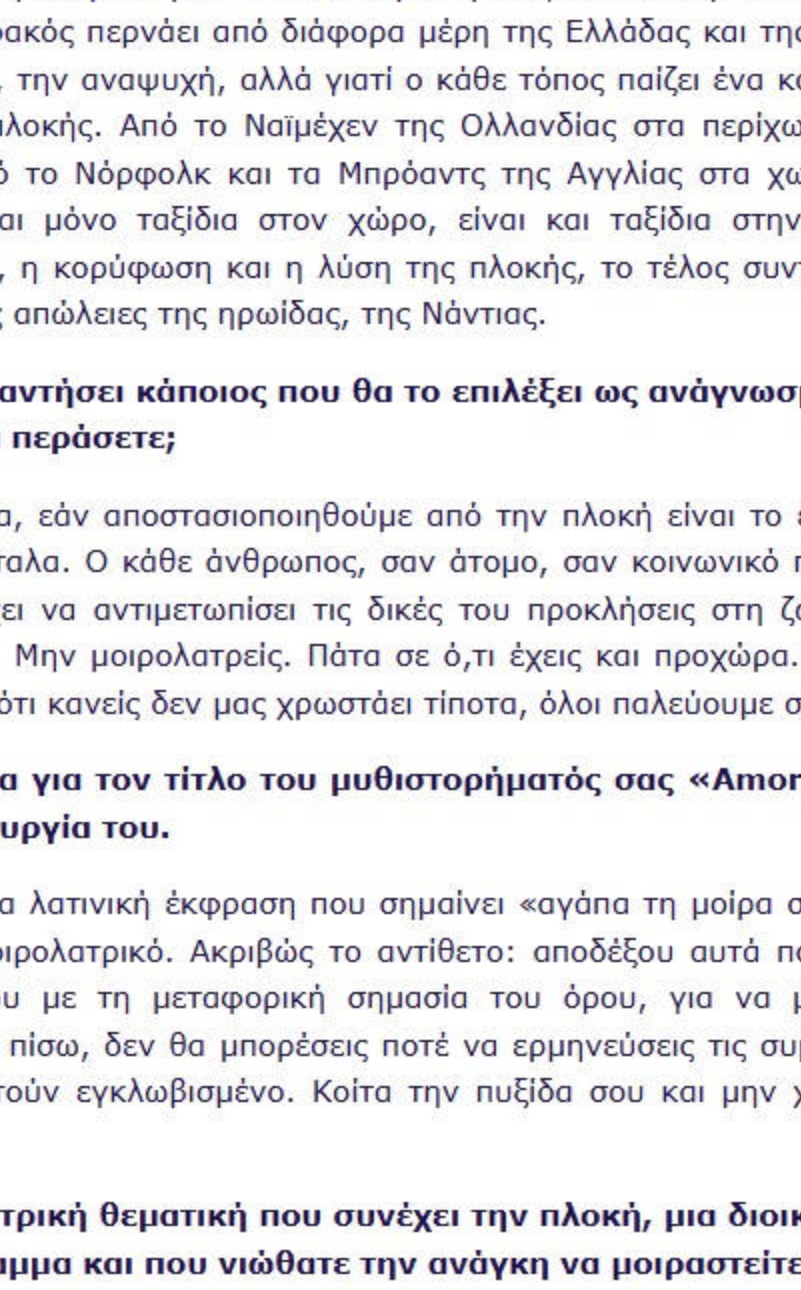 ακός περνάει από διάφορα μέρη της Ελλάδας και της
, την αναψυχή, αλλά γιατί ο κάθε τόπος παίζει ένα κα
λοκής. Από το Ναϊμέχεν της Ολλανδίας στα περίχω
ό το Νόρφολκ και τα Μπρόαντς της Αγγλίας στα χω
αι μόνο ταξίδια στον χώρο, είναι και ταξίδια στην
, η κορύφωση και η λύση της πλοκής, το τέλος συντ
ς απώλειες της ηρωίδας, της Νάντιας.
αντήσει κάποιος που θα το επιλέξει ως ανάγνωσμ
περάσετε;
α, εάν αποστασιοποιηθούμε από την πλοκή είναι το ε
ταλα. Ο κάθε άνθρωπος, σαν άτομο, σαν κοινωνικό π
ει να αντιμετωπίσει τις δικές του προκλήσεις στη ζω
Μην μοιρολατρείς. Πάτα σε ό,τι έχεις και προχώρα.
ότι κανείς δεν μας χρωστάει τίποτα, όλοι παλεύουμε σ
α για τον τίτλο του μυθιστορήματός σας «Amor
υργία του.
α λατινική έκφραση που σημαίνει «αγάπα τη μοίρα σ
οιρολατρικό. Ακριβώς το αντίθετο: αποδέξου αυτά πο
υ με τη μεταφορική σημασία του όρου, για να μ
πίσω, δεν θα μπορέσεις ποτέ να ερμηνεύσεις τις συμ
τούν εγκλωβισμένο. Κοίτα την πυξίδα σου και μην χ
τρική θεματική που συνέχει την πλοκή, μια διοικ
αμμα και που νιώθατε την ανάγκη να μοιραστείτε